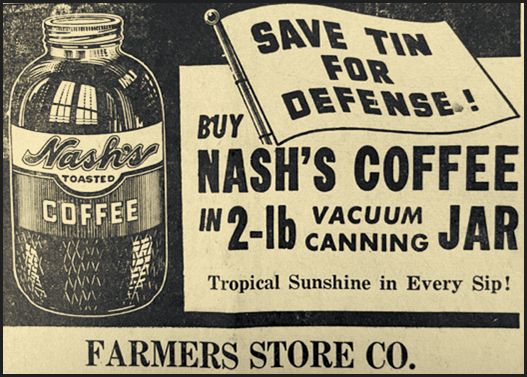 SAVE TIN
FOR
DEFENSE!
BUY
NASH'S COFFEE
IN 2-lb VACUUM CANNING JAR
Tropical Sunshine in Every Sip!
Nash's
TOASTED
COFFEE
FARMERS STORE CO.